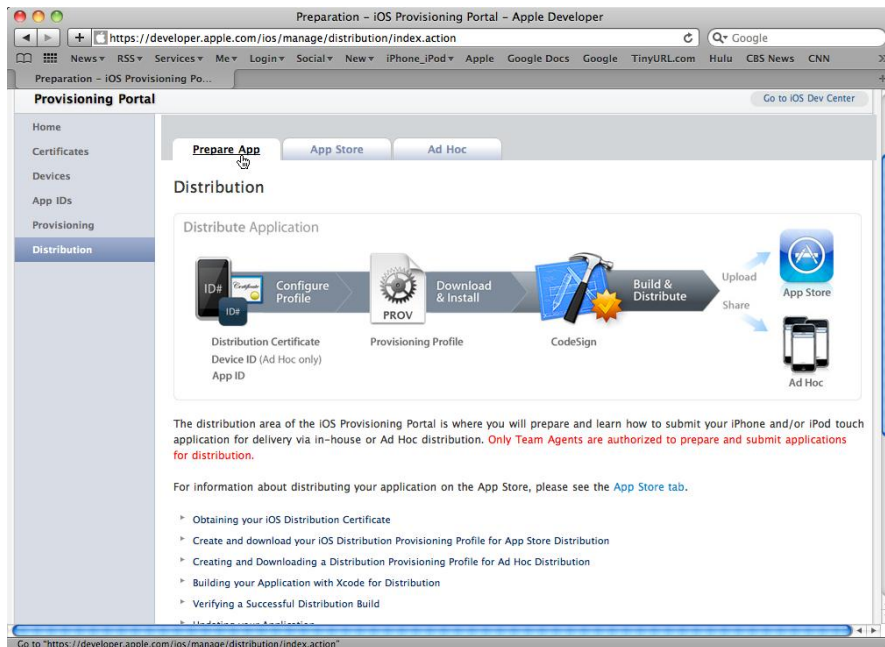 Preparation – iOS Provisioning Portal – Apple Developer
https://developer.apple.com/ios/manage/distribution/index.action
Google
News RSS Services Me Login Social New iPhone_iPod Apple Google Docs Google TinyURL.com Hulu CBS News CNN
Preparation – iOS Provisioning Po...
Provisioning Portal
Go to iOS Dev Center
Home
Certificates
Devices
App IDs
Provisioning
Distribution
Prepare App
App Store
Ad Hoc
Distribution
Distribute Application
ID#
Certificate
ID#
Configure
Profile
PROV
Download
& Install
Build &
Distribute
Upload
Share
App Store
Ad Hoc
Distribution Certificate
Device ID (Ad Hoc only)
App ID
Provisioning Profile
CodeSign
The distribution area of the iOS Provisioning Portal is where you will prepare and learn how to submit your iPhone and/or iPod touch
application for delivery via in-house or Ad Hoc distribution. Only Team Agents are authorized to prepare and submit applications
for distribution.
For information about distributing your application on the App Store, please see the App Store tab.
Obtaining your iOS Distribution Certificate
Create and download your iOS Distribution Provisioning Profile for App Store Distribution
Creating and Downloading a Distribution Provisioning Profile for Ad Hoc Distribution
Building your Application with Xcode for Distribution
Verifying a Successful Distribution Build
Updating your Application
Go to "https://developer.apple.com/ios/manage/distribution/index.action"